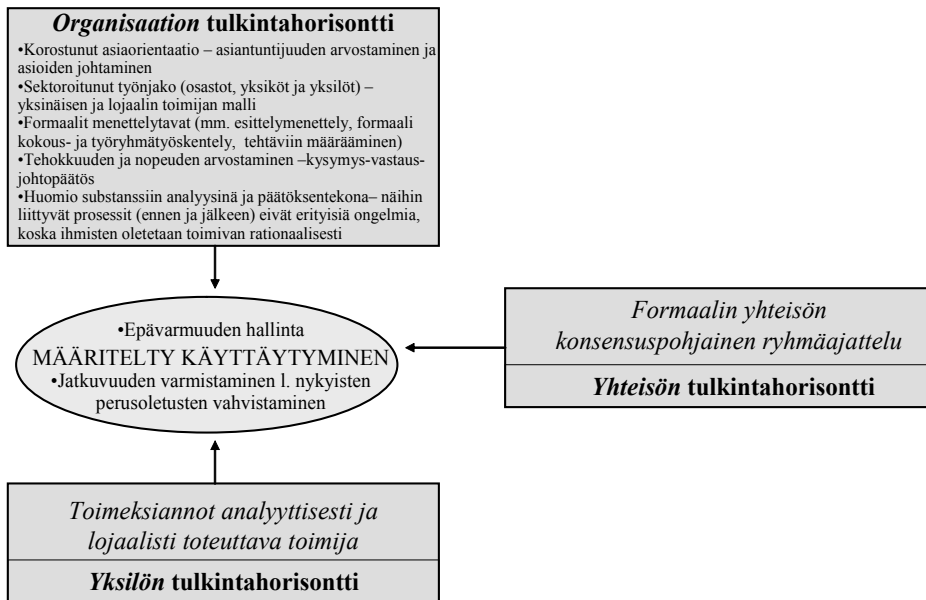 Organisaation tulkintahorisontti
•Korostunut asiaorientaatio – asiantuntijuuden arvostaminen ja
asioiden johtaminen
•Sektoroitunut työnjako (osastot, yksiköt ja yksilöt) –
yksinäisen ja lojaalin toimijan malli
•Formaalit menettelytavat (mm. esittelymenettely, formaali
kokous- ja työryhmätyöskentely, tehtäviin määrääminen)
•Tehokkuuden ja nopeuden arvostaminen –kysymys-vastaus-
johtopäätös
•Huomio substanssiin analyysinä ja päätöksentekona– näihin
liittyvät prosessit (ennen ja jälkeen) eivät erityisiä ongelmia,
koska ihmisten oletetaan toimivan rationaalisesti
•Epävarmuuden hallinta
MÄÄRITELTY KÄYTTÄYTYMINEN
•Jatkuvuuden varmistaminen l. nykyisten
perusoletusten vahvistaminen
Formaalin yhteisön
konsensuspohjainen ryhmäajattelu
Yhteisön tulkintahorisontti
Toimeksiannot analyyttisesti ja
lojaalisti toteuttava toimija
Yksilön tulkintahorisontti